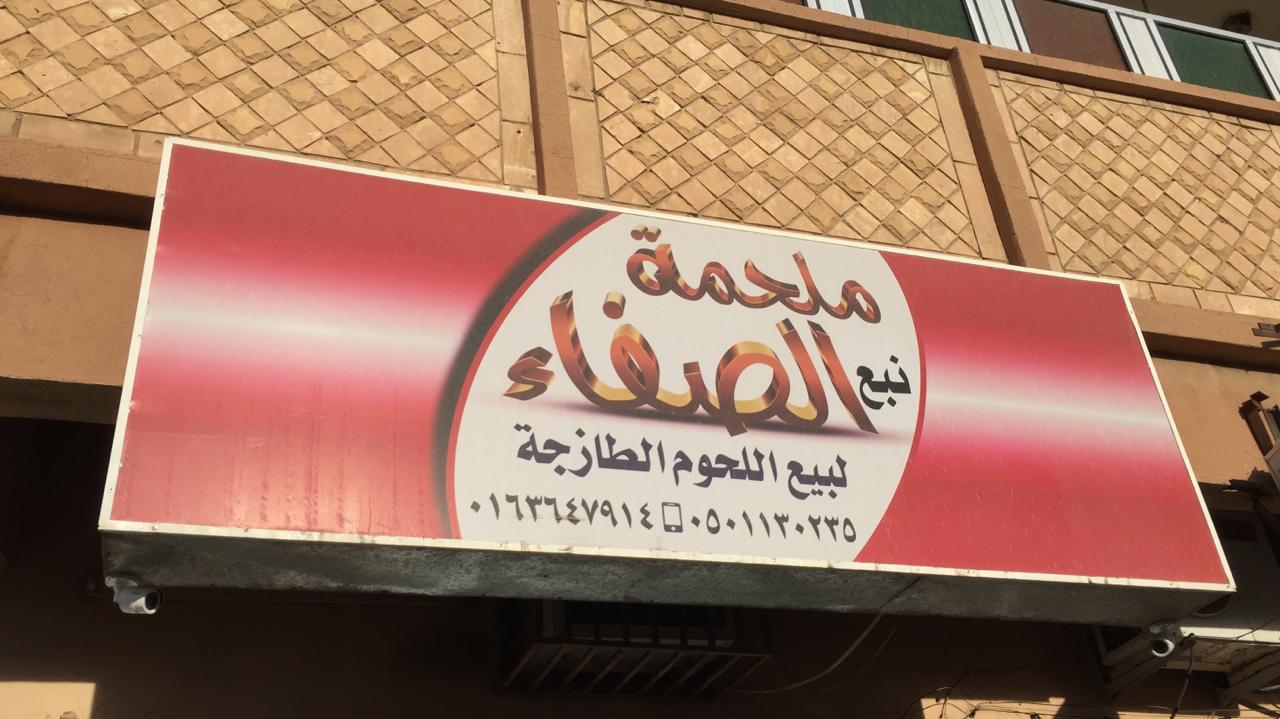 ملحمة
نبع الصفاء
لبيع اللحوم الطازجة
٠١٦٣٦٤٧٩١٤ ٠٥٠١١٣٠٢٣٥